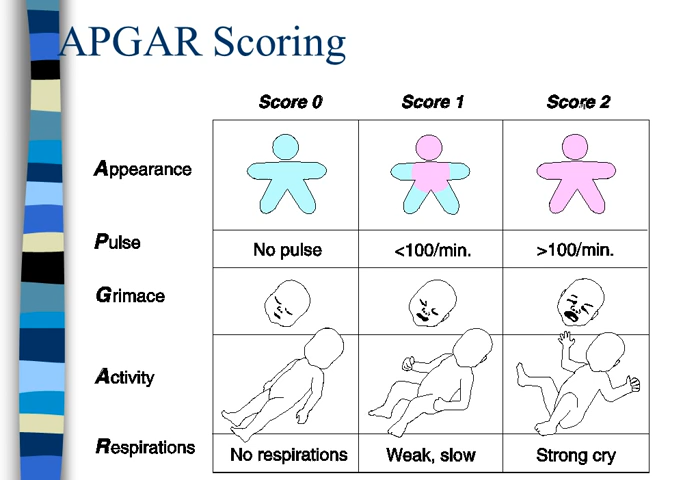 APGAR Scoring
Score 0 Score 1 Score 2
Appearance
Pulse No pulse <100/min. >100/min.
Grimace
Activity
Respirations No respirations Weak, slow Strong cry